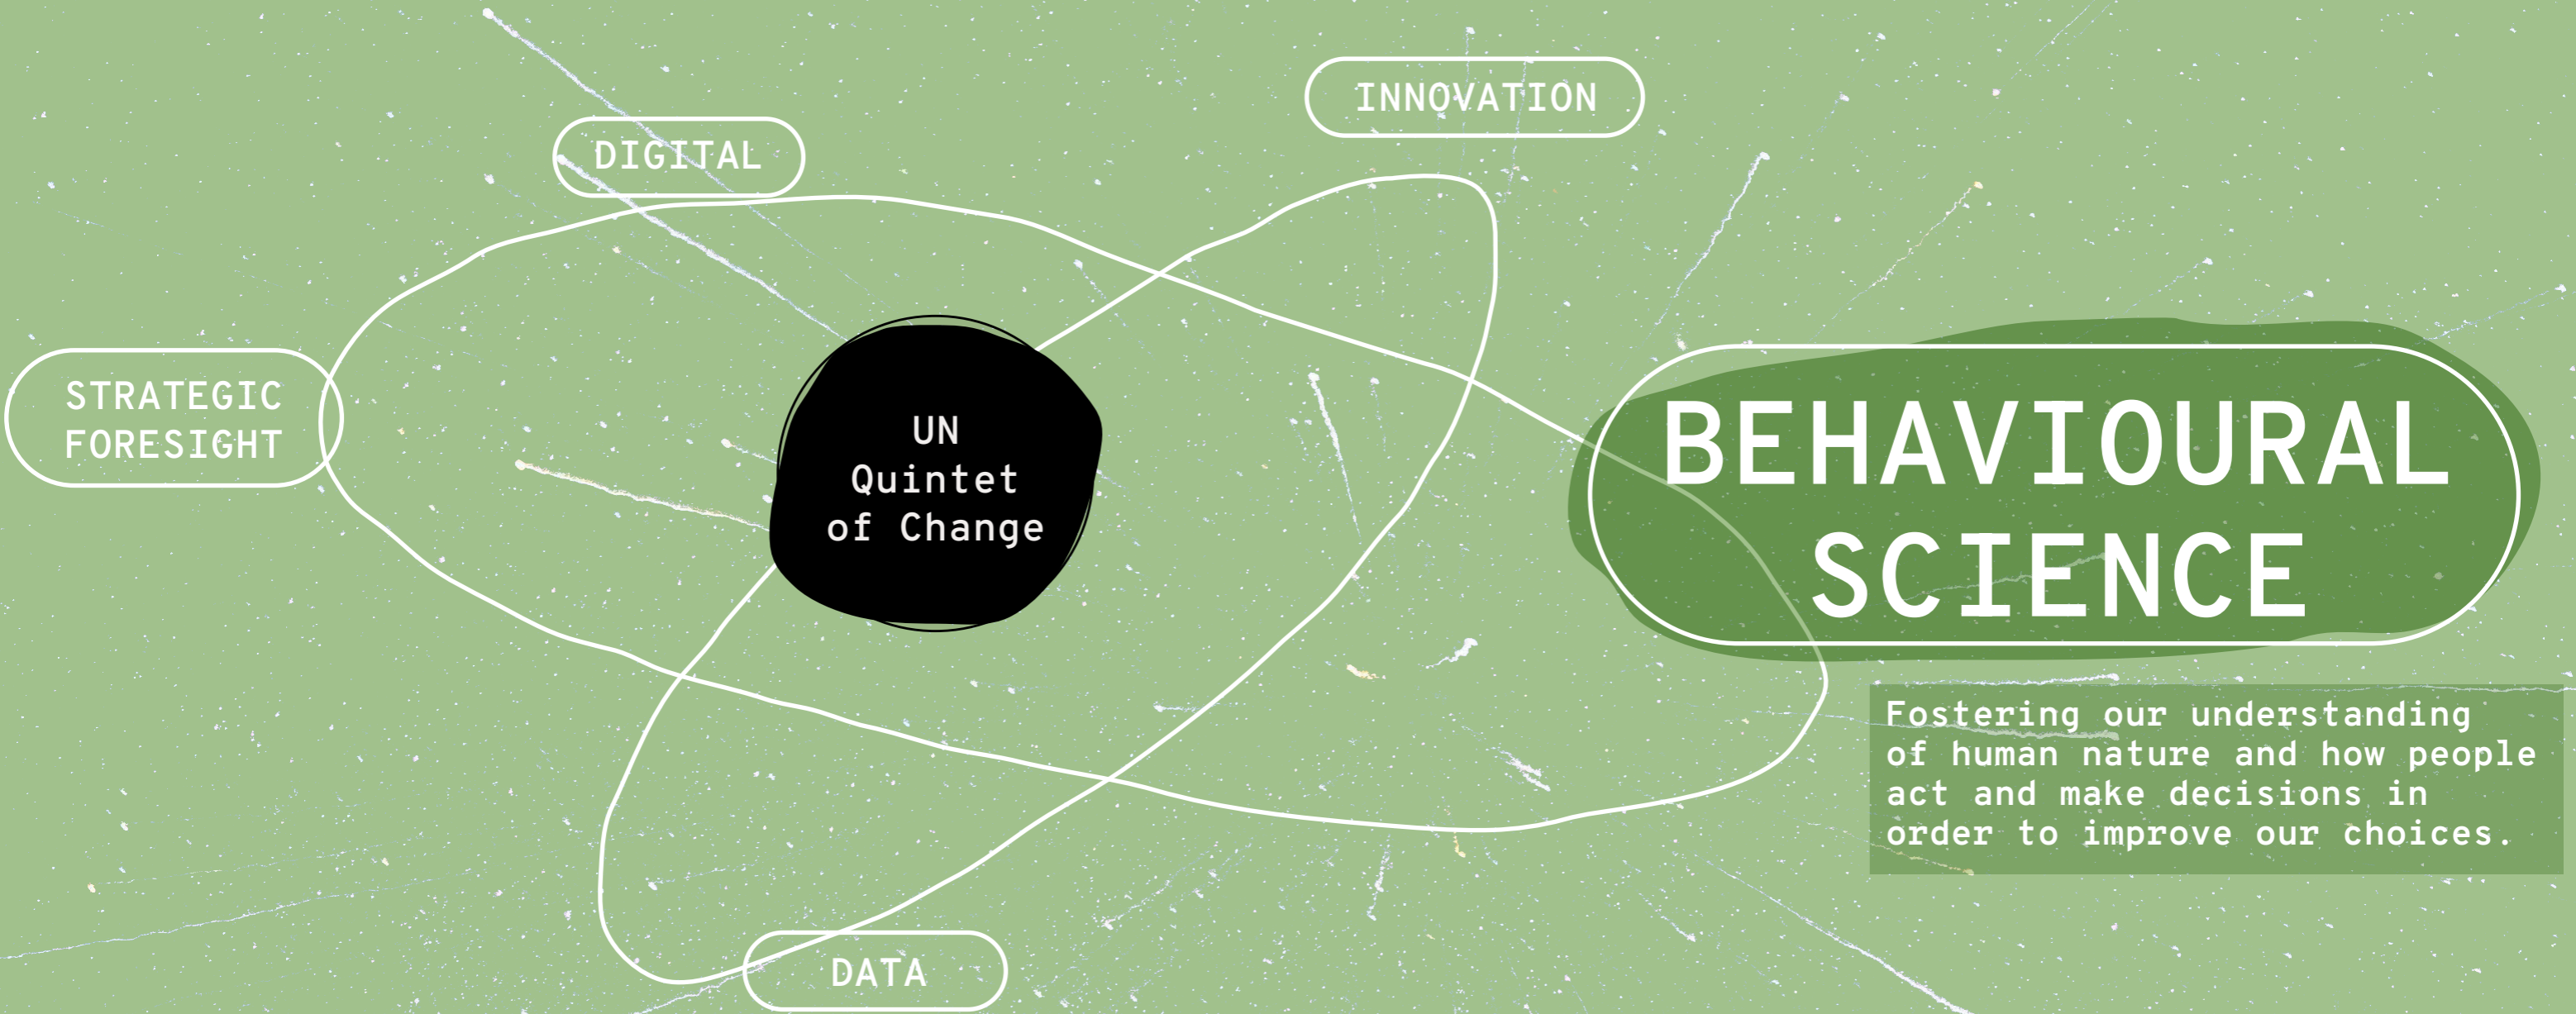 INNOVATION
DIGITAL
STRATEGIC
FORESIGHT
UN
Quintet
of Change
BEHAVIOURAL
SCIENCE
Fostering our understanding
of human nature and how people
act and make decisions in
order to improve our choices.
DATA